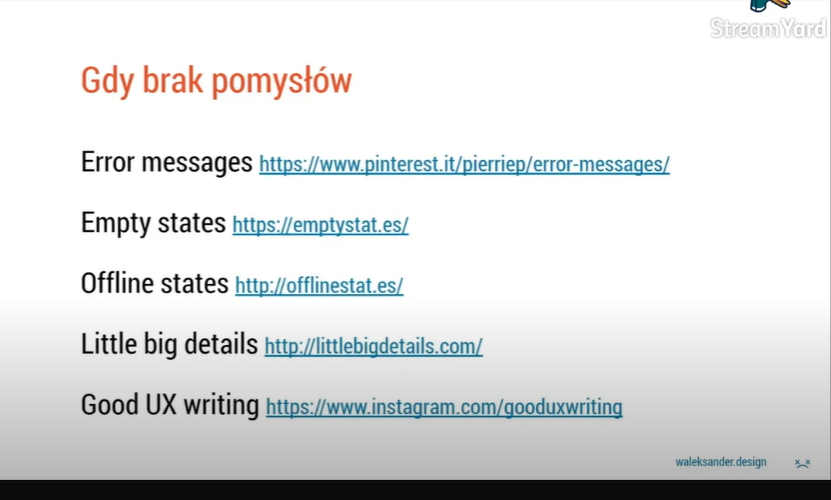 StreamYard
Gdy brak pomysłów
Error messages https://www.pinterest.it/pierriep/error-messages/
Empty states https://emptystat.es/
Offline states http://offlinestat.es/
Little big details http://littlebigdetails.com/
Good UX writing https://www.instagram.com/gooduxwriting
waleksander.design